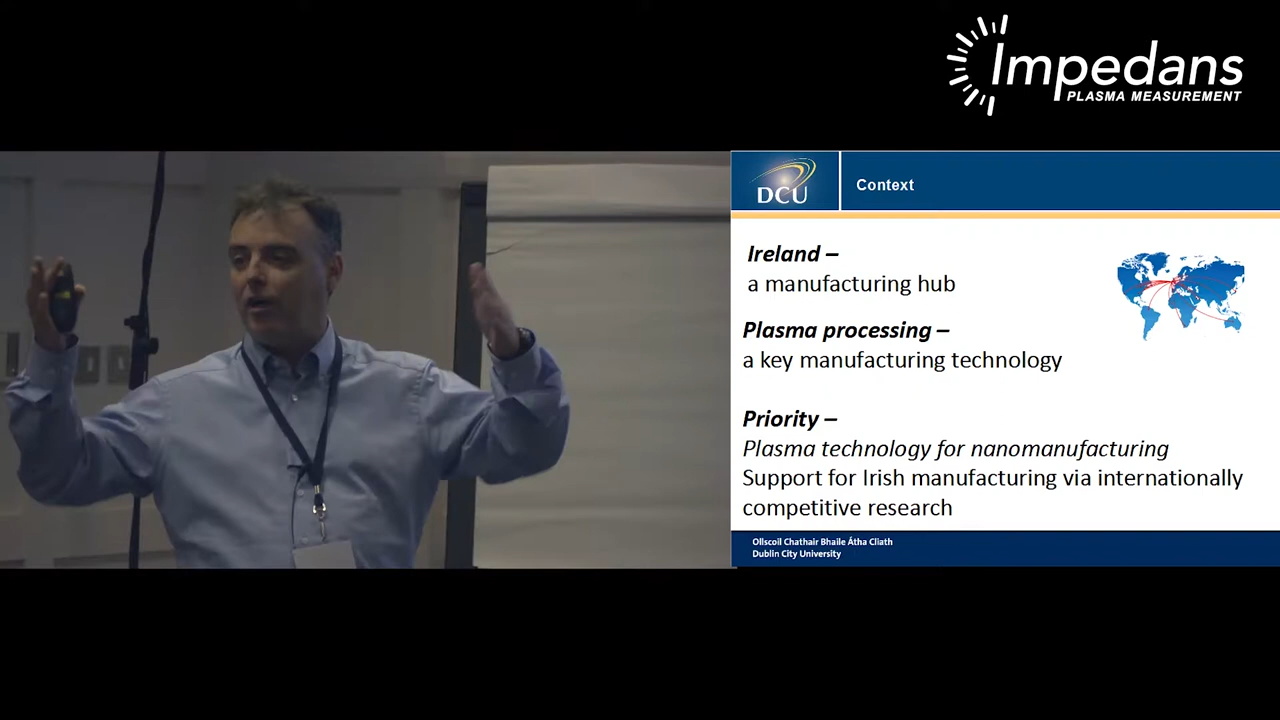 Impedans
PLASMA MEASUREMENT
DCU
Context
Ireland –
a manufacturing hub
Plasma processing –
a key manufacturing technology
Priority –
Plasma technology for nanomanufacturing
Support for Irish manufacturing via internationally
competitive research
Ollscoil Chathair Bhaile Átha Cliath
Dublin City University